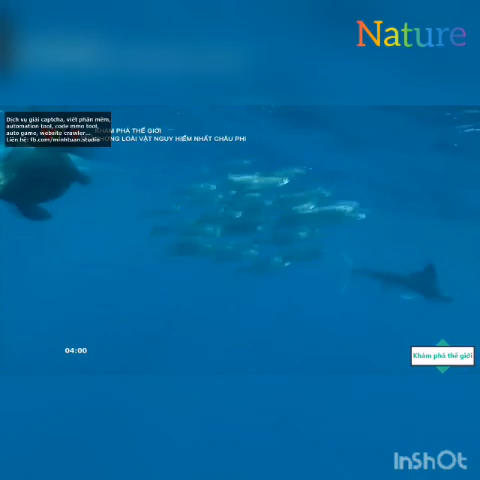 Nature
Dịch vụ giải captcha, viết phần mềm,
automation tool, code mmo tool,
auto game, website crawler...
Liên hệ: fb.com/minhtuan.studio
KHÁM PHÁ THẾ GIỚI
NHỮNG LOÀI VẬT NGUY HIỂM NHẤT CHÂU PHI
04:00
Khám phá thế giới
InShOt